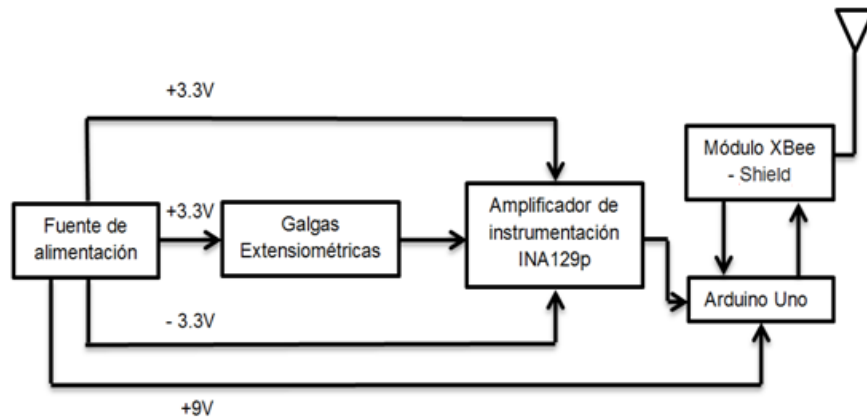 +3.3V
Módulo XBee
- Shield
Fuente de
alimentación
+3.3V
Galgas
Extensiométricas
Amplificador de
instrumentación
INA129p
Arduino Uno
- 3.3V
+9V